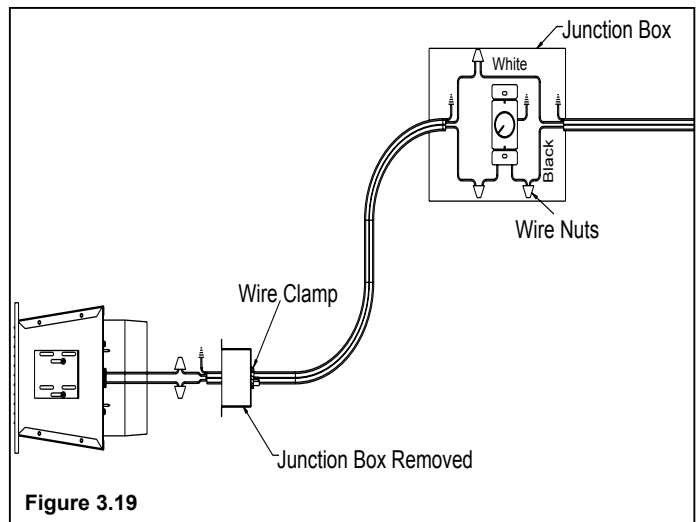 Junction Box
White
Black
Wire Nuts
Wire Clamp
Junction Box Removed
Figure 3.19